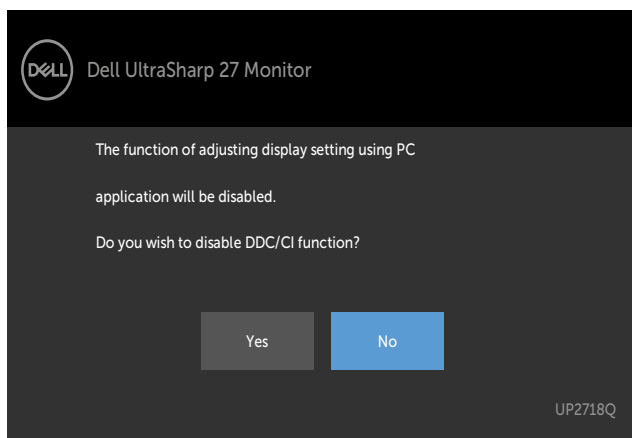 DELL
Dell UltraSharp 27 Monitor
The function of adjusting display setting using PC
application will be disabled.
Do you wish to disable DDC/CI function?
Yes
No
UP2718Q